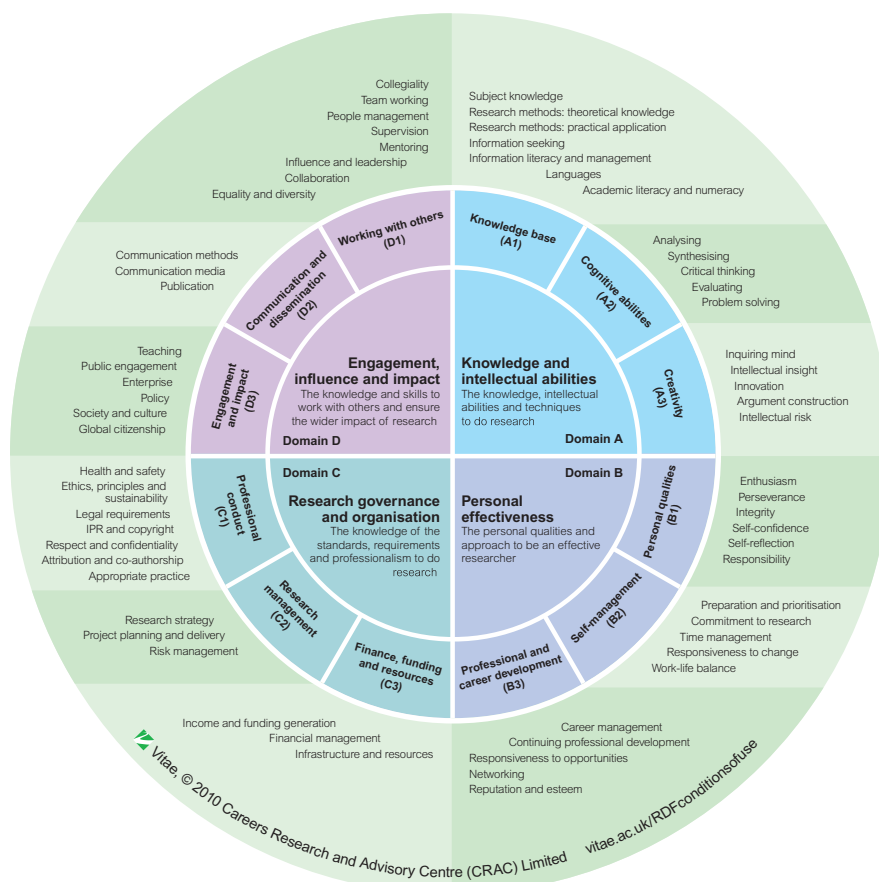 Collegiality
Team working
People management
Supervision
Mentoring
Influence and leadership
Collaboration
Equality and diversity
Subject knowledge
Research methods: theoretical knowledge
Research methods: practical application
Information seeking
Information literacy and management
Languages
Academic literacy and numeracy
Communication methods
Communication media
Publication
Analysing
Synthesising
Critical thinking
Evaluating
Problem solving
Teaching
Public engagement
Enterprise
Policy
Society and culture
Global citizenship
Inquiring mind
Intellectual insight
Innovation
Argument construction
Intellectual risk
Working with others
(D1)
Knowledge base
(A1)
Communication and
dissemination
(D2)
Cognitive abilities
(A2)
Engagement
and impact
(D3)
Creativity
(A3)
Engagement,
influence and impact
The knowledge and skills to
work with others and ensure
the wider impact of research
Domain D
Knowledge and
intellectual abilities
The knowledge, intellectual
abilities and techniques
to do research
Domain A
Domain C
Research governance
and organisation
The knowledge of the
standards, requirements
and professionalism to do
research
Domain B
Personal
effectiveness
The personal qualities and
approach to be an effective
researcher
Professional
conduct
(C1)
Personal qualities
(B1)
Research
management
(C2)
Self-management
(B2)
Finance, funding
and resources
(C3)
Professional and
career development
(B3)
Health and safety
Ethics, principles and
sustainability
Legal requirements
IPR and copyright
Respect and confidentiality
Attribution and co-authorship
Appropriate practice
Enthusiasm
Perseverance
Integrity
Self-confidence
Self-reflection
Responsibility
Research strategy
Project planning and delivery
Risk management
Preparation and prioritisation
Commitment to research
Time management
Responsiveness to change
Work-life balance
Income and funding generation
Financial management
Infrastructure and resources
Career management
Continuing professional development
Responsiveness to opportunities
Networking
Reputation and esteem
Vitae, © 2010 Careers Research and Advisory Centre (CRAC) Limited
vitae.ac.uk/RDFconditionsofuse